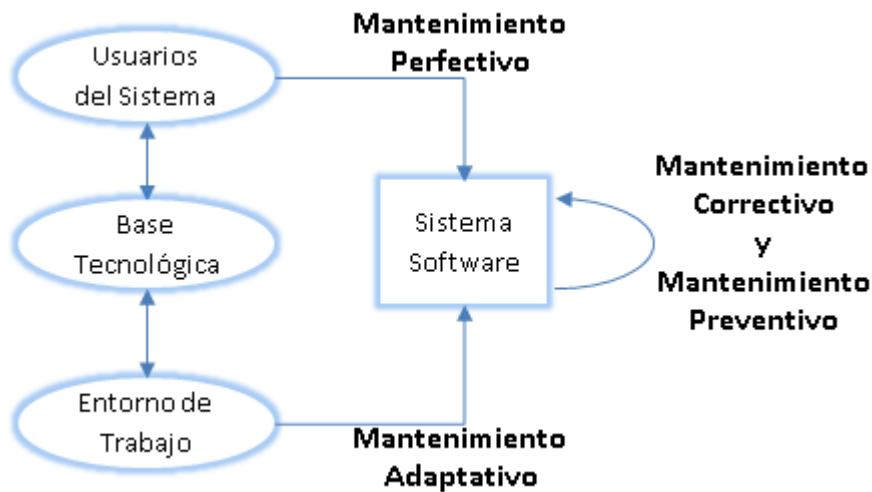 Mantenimiento
Perfectivo
Usuarios
del Sistema
Mantenimiento
Correctivo
y
Mantenimiento
Preventivo
Sistema
Software
Base
Tecnológica
Entorno de
Trabajo
Mantenimiento
Adaptativo